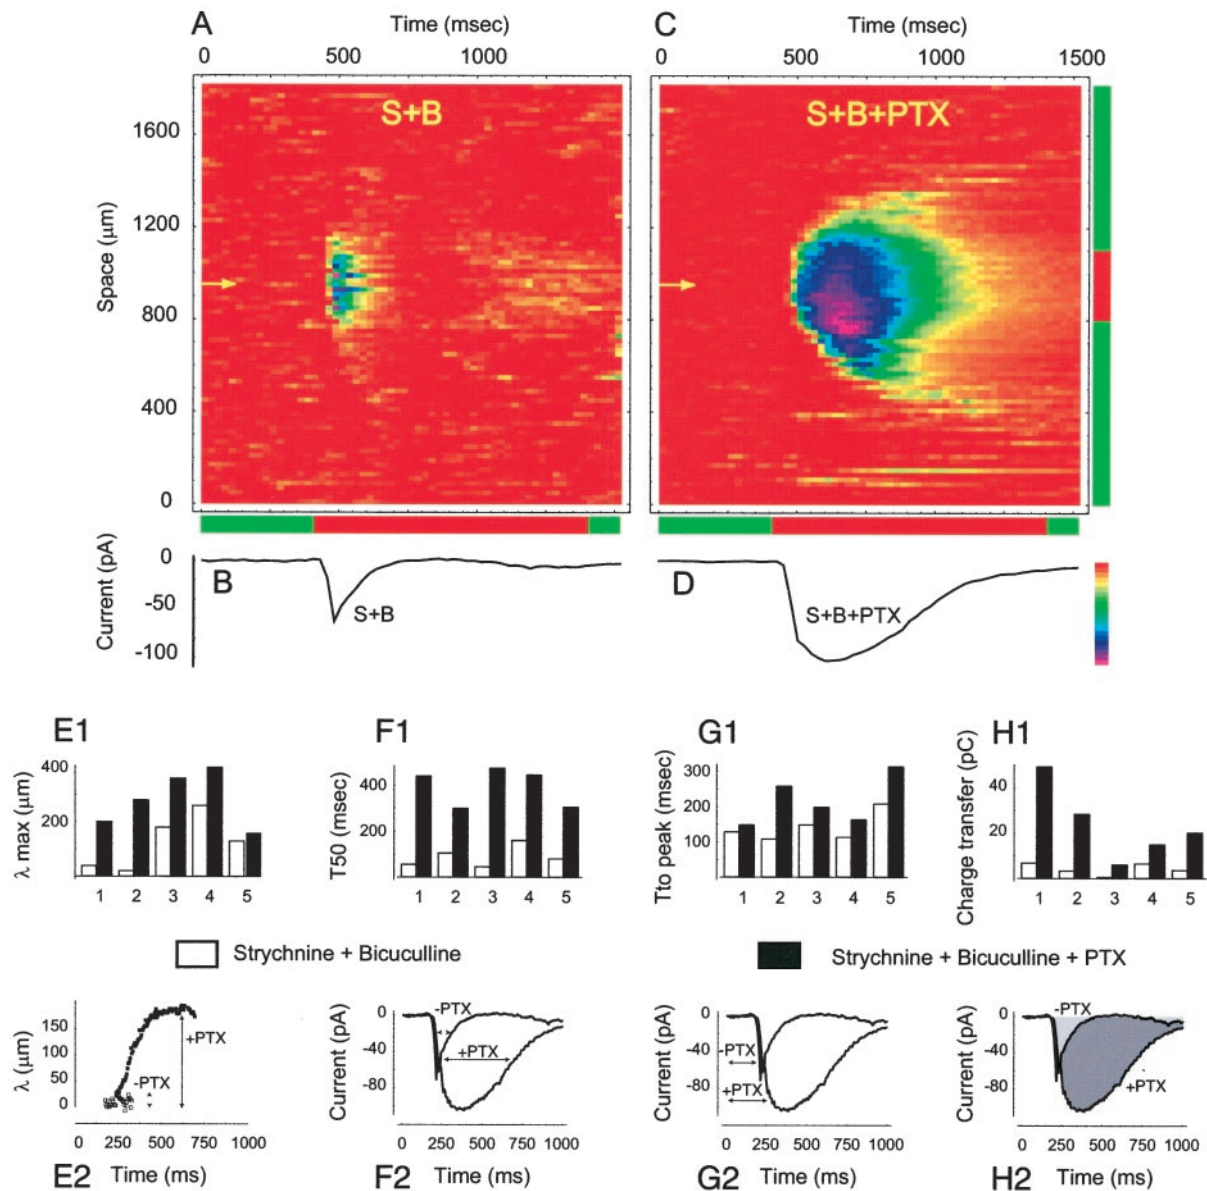 A
C
Time (msec)
Time (msec)
0
500
1000
0
500
1000
1500
S+B
S+B+PTX
Space (μm)
1600
1200
800
400
0
Current (pA)
0
-50
-100
B
S+B
D
S+B+PTX
E1
F1
G1
H1
λ max (μm)
400
200
1 2 3 4 5
T50 (msec)
400
200
1 2 3 4 5
Tto peak (msec)
300
200
100
1 2 3 4 5
Charge transfer (pC)
40
20
1 2 3 4 5
Strychnine + Bicuculline
Strychnine + Bicuculline + PTX
λ (μm)
150
100
50
0
+PTX
-PTX
0 250 500 750 1000
E2
Time (ms)
Current (pA)
0
-40
-80
-PTX
+PTX
0 250 500 750 1000
F2
Time (ms)
Current (pA)
0
-40
-80
-PTX
+PTX
0 250 500 750 1000
G2
Time (ms)
Current (pA)
0
-40
-80
-PTX
+PTX
0 250 500 750 1000
H2
Time (ms)